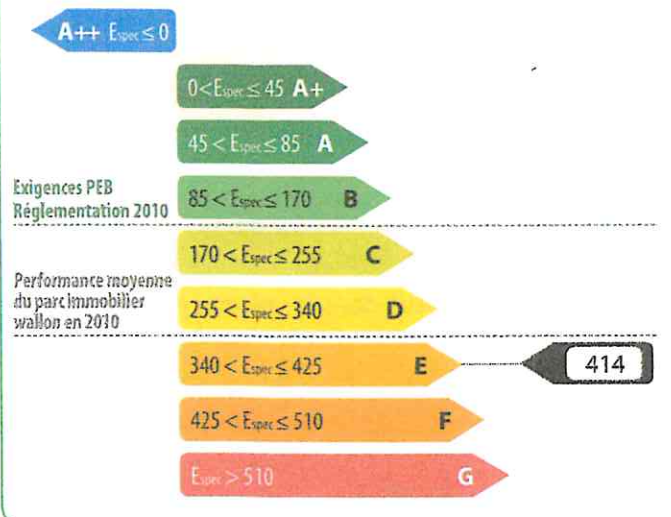 A++ Espec ≤ 0
0 < Espec ≤ 45 A+
45 < Espec ≤ 85 A
Exigences PEB
Réglementation 2010
85 < Espec ≤ 170 B
170 < Espec ≤ 255 C
Performance moyenne
du parc immobilier
wallon en 2010
255 < Espec ≤ 340 D
340 < Espec ≤ 425 E
414
425 < Espec ≤ 510 F
Espec > 510 G